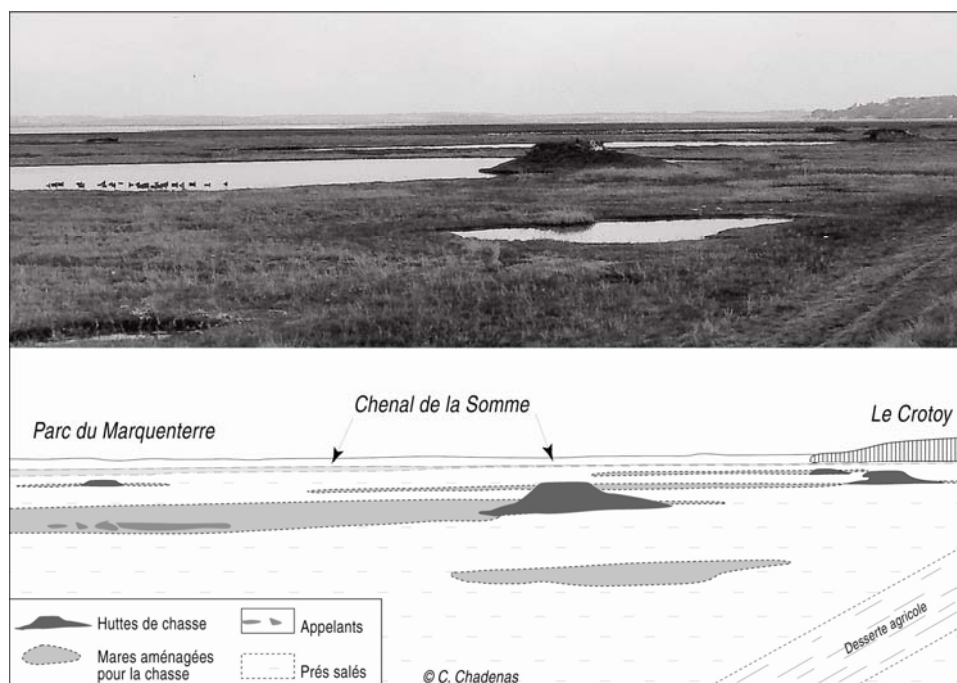 Chenal de la Somme
Parc du Marquenterre
Le Crotoy
Desserte agricole
Huttes de chasse
Appelants
Mares aménagées
pour la chasse
Prés salés
© C. Chadenas